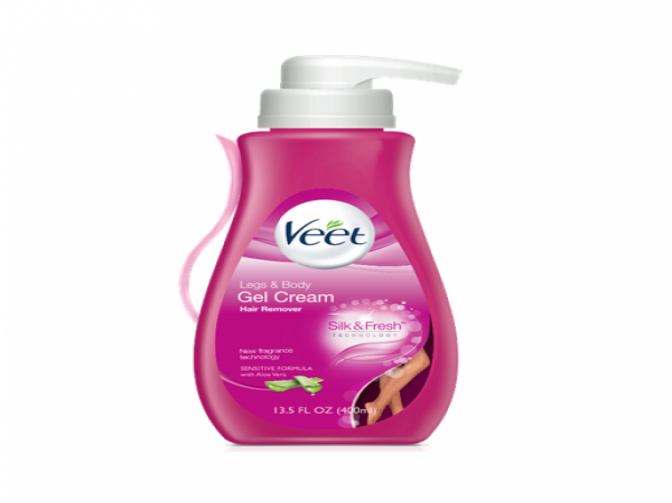 Veet
Legs & Body
Gel Cream
Hair Remover
Silk & Fresh™
TECHNOLOGY
New fragrance
technology
SENSITIVE FORMULA
with Aloe Vera
13.5 FL OZ (400ml)